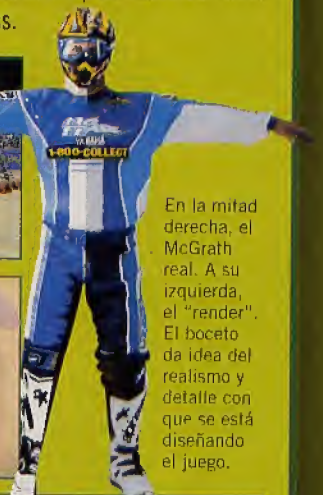 s.
YAMAHA
1-800-COLLECT
En la mitad
derecha, el
McGrath
real. A su
izquierda,
el "render".
El boceto
da idea del
realismo y
detalle con
que se está
diseñando
el juego.